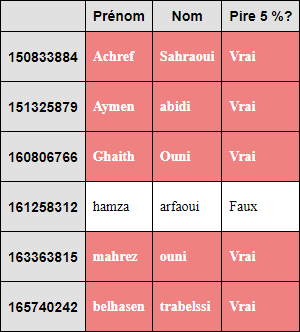 Prénom Nom Pire 5 %?
150833884 Achref Sahraoui Vrai
151325879 Aymen abidi Vrai
160806766 Ghaith Ouni Vrai
161258312 hamza arfaoui Faux
163363815 mahrez ouni Vrai
165740242 belhasen trabelssi Vrai